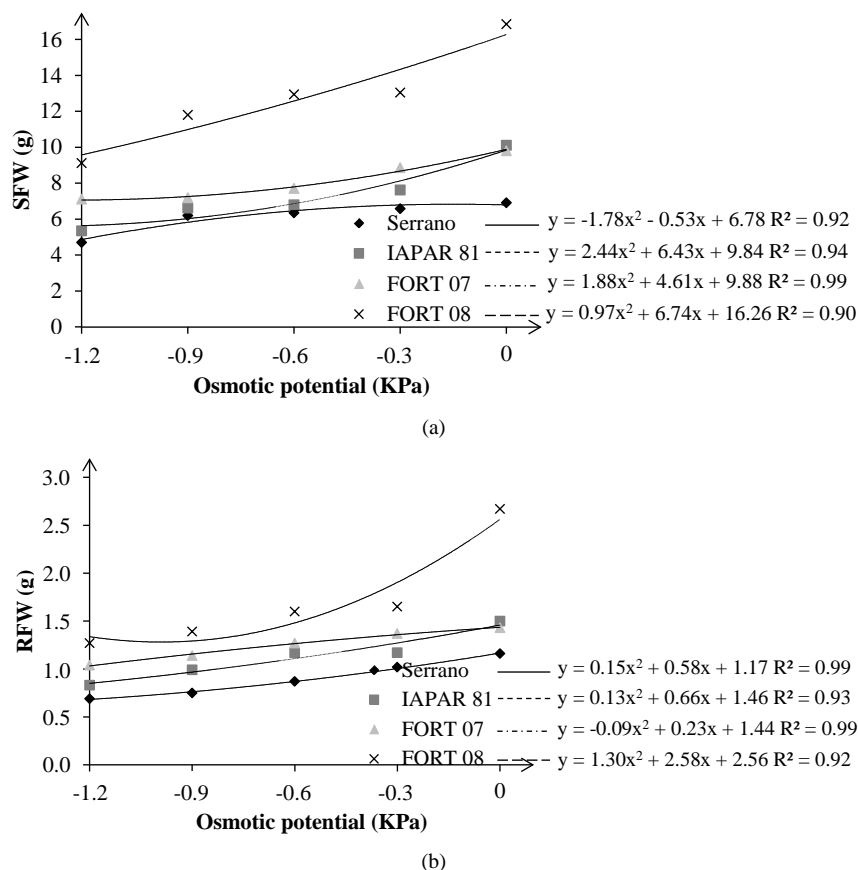 16
14
12
10
8
6
4
2
0
SFW (g)
Serrano y = -1.78x² - 0.53x + 6.78 R² = 0.92
IAPAR 81 y = 2.44x² + 6.43x + 9.84 R² = 0.94
FORT 07 y = 1.88x² + 4.61x + 9.88 R² = 0.99
FORT 08 y = 0.97x² + 6.74x + 16.26 R² = 0.90
-1.2 -0.9 -0.6 -0.3 0
Osmotic potential (KPa)
(a)
3.0
2.5
2.0
1.5
1.0
0.5
0.0
RFW (g)
Serrano y = 0.15x² + 0.58x + 1.17 R² = 0.99
IAPAR 81 y = 0.13x² + 0.66x + 1.46 R² = 0.93
FORT 07 y = -0.09x² + 0.23x + 1.44 R² = 0.99
FORT 08 y = 1.30x² + 2.58x + 2.56 R² = 0.92
-1.2 -0.9 -0.6 -0.3 0
Osmotic potential (KPa)
(b)